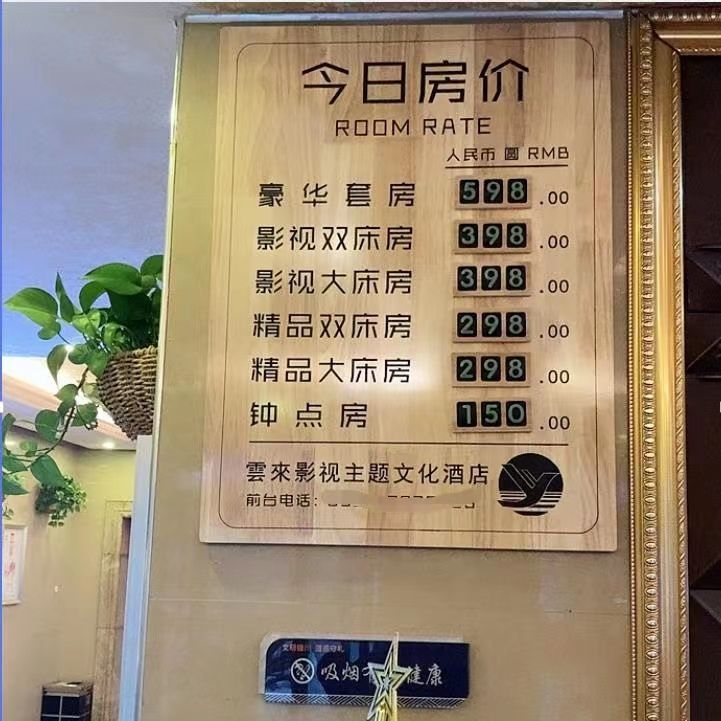 今日房价
ROOM RATE
人民币 圆 RMB
豪华套房 598.00
影视双床房 398.00
影视大床房 398.00
精品双床房 298.00
精品大床房 298.00
钟点房 150.00
雲來影视主题文化酒店
前台电话:
吸烟 健康